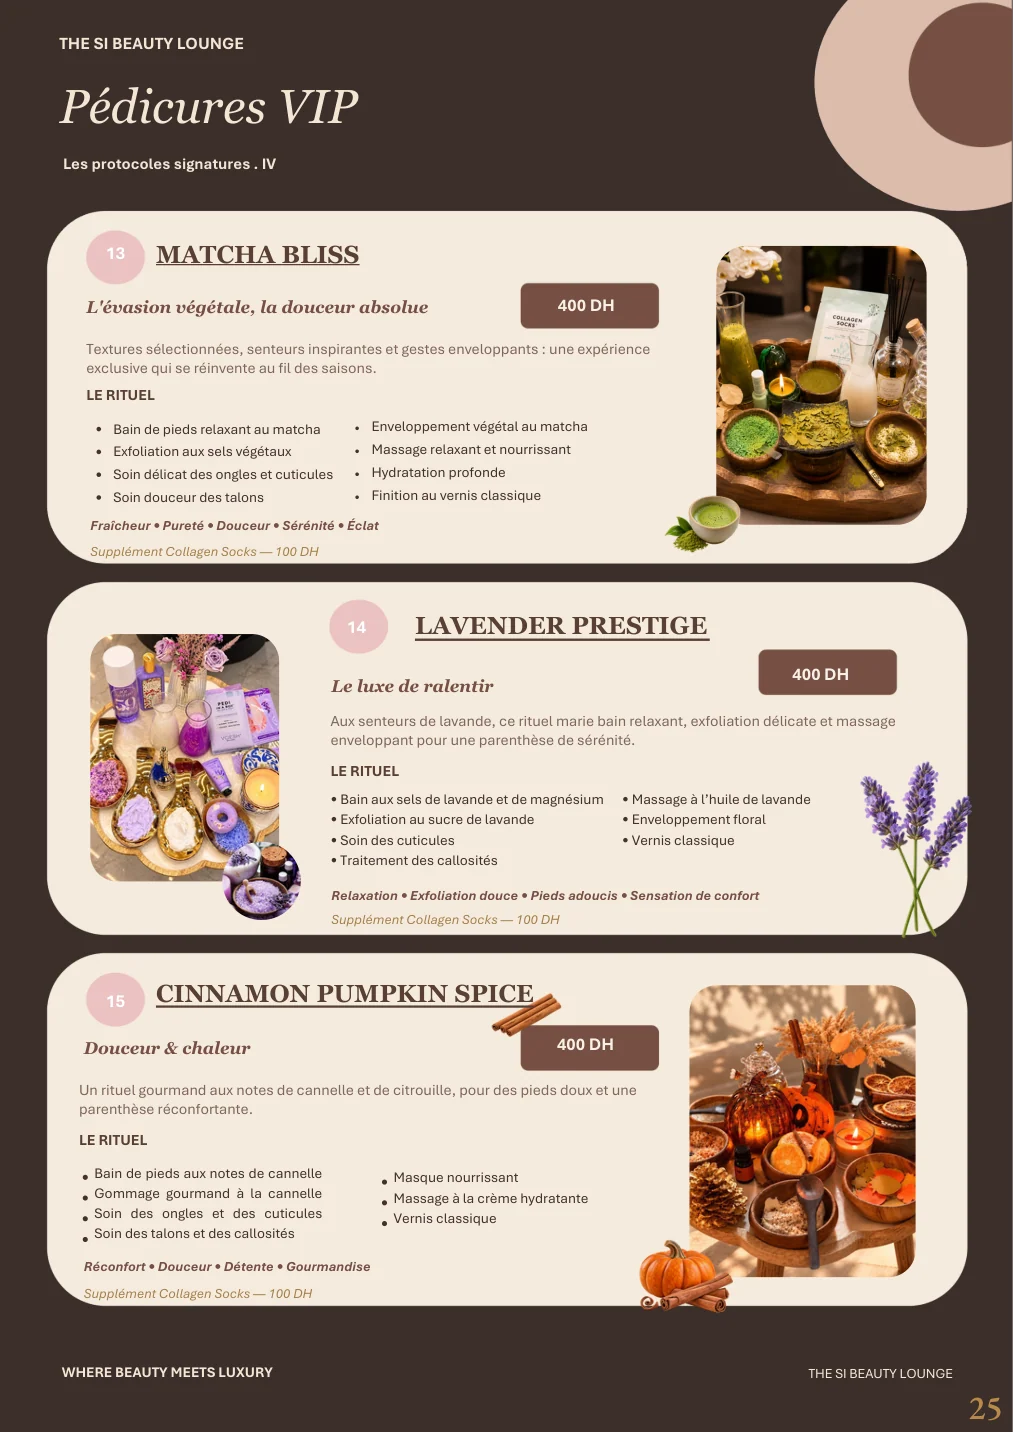 THE SI BEAUTY LOUNGE
Pédicures VIP
Les protocoles signatures . IV
13
MATCHA BLISS
L'évasion végétale, la douceur absolue
400 DH
Textures sélectionnées, senteurs inspirantes et gestes enveloppants : une expérience
exclusive qui se réinvente au fil des saisons.
LE RITUEL
• Bain de pieds relaxant au matcha
• Exfoliation aux sels végétaux
• Soin délicat des ongles et cuticules
• Soin douceur des talons
• Enveloppement végétal au matcha
• Massage relaxant et nourrissant
• Hydratation profonde
• Finition au vernis classique
Fraîcheur • Pureté • Douceur • Sérénité • Éclat
Supplément Collagen Socks — 100 DH
COLLAGEN
SOCKS
14
LAVENDER PRESTIGE
Le luxe de ralentir
400 DH
Aux senteurs de lavande, ce rituel marie bain relaxant, exfoliation délicate et massage
enveloppant pour une parenthèse de sérénité.
LE RITUEL
• Bain aux sels de lavande et de magnésium
• Exfoliation au sucre de lavande
• Soin des cuticules
• Traitement des callosités
• Massage à l’huile de lavande
• Enveloppement floral
• Vernis classique
Relaxation • Exfoliation douce • Pieds adoucis • Sensation de confort
Supplément Collagen Socks — 100 DH
PEDI
15
CINNAMON PUMPKIN SPICE
Douceur & chaleur
400 DH
Un rituel gourmand aux notes de cannelle et de citrouille, pour des pieds doux et une
parenthèse réconfortante.
LE RITUEL
• Bain de pieds aux notes de cannelle
• Gommage gourmand à la cannelle
• Soin des ongles et des cuticules
• Soin des talons et des callosités
• Masque nourrissant
• Massage à la crème hydratante
• Vernis classique
Réconfort • Douceur • Détente • Gourmandise
Supplément Collagen Socks — 100 DH
WHERE BEAUTY MEETS LUXURY
THE SI BEAUTY LOUNGE
25